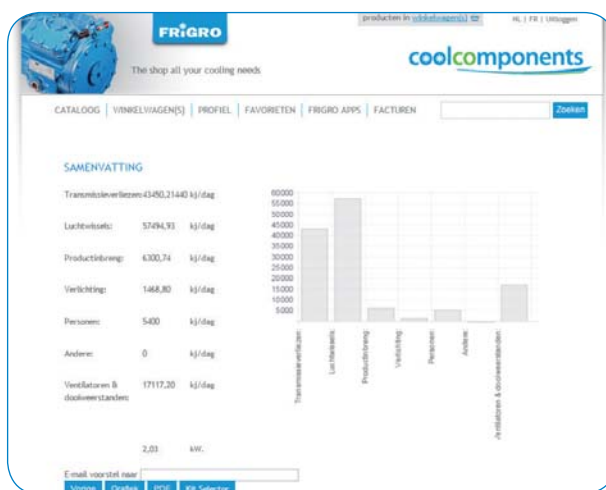 FRIGRO
producten in winkelwagen[s]
NL | FR | Uitloggen
The shop all your cooling needs
coolcomponents
CATALOOG | WINKELWAGEN[S] | PROFIEL | FAVORIETEN | FRIGRO APPS | FACTUREN
Zoeken
SAMENVATTING
Transmissieverliezen: 43450,21440 kj/dag
Luchtwissels: 57494,93 kj/dag
Productinbreng: 6300,74 kj/dag
Verlichting: 1468,80 kj/dag
Personen: 5400 kj/dag
Andere: 0 kj/dag
Ventilatoren & 17117,20 kj/dag
dooiweerstanden:
2,03 kW.
60000
55000
50000
45000
40000
35000
30000
25000
20000
15000
10000
5000
Transmissieverliezen:
Luchtwissels:
Productinbreng:
Verlichting:
Personen:
Andere:
Ventilatoren & dooiweerstanden:
E-mail voorstel naar
Vorige Grafiek PDF Kit Selector